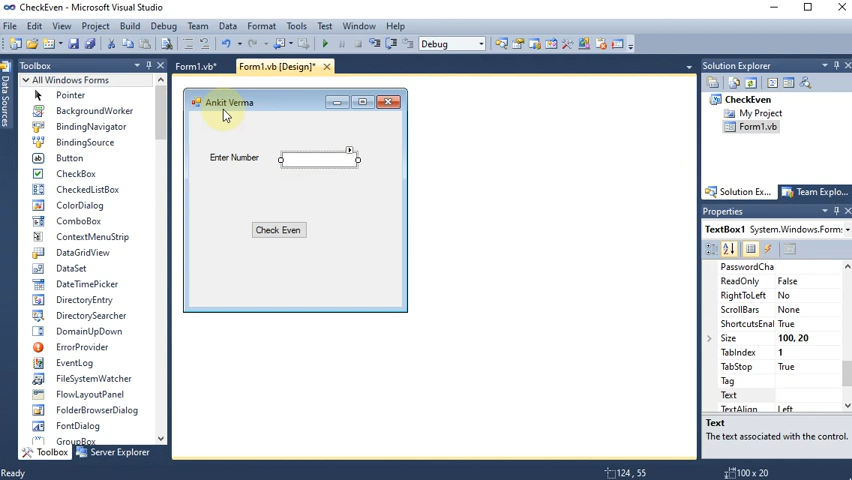 CheckEven - Microsoft Visual Studio
File Edit View Project Build Debug Team Data Format Tools Test Window Help
Debug
Data Sources
Toolbox
All Windows Forms
Pointer
BackgroundWorker
BindingNavigator
BindingSource
Button
CheckBox
CheckedListBox
ColorDialog
ComboBox
ContextMenuStrip
DataGridView
DataSet
DateTimePicker
DirectoryEntry
DirectorySearcher
DomainUpDown
ErrorProvider
EventLog
FileSystemWatcher
FlowLayoutPanel
FolderBrowserDialog
FontDialog
GroupBox
Toolbox Server Explorer
Form1.vb* Form1.vb [Design]*
Ankit Verma
Enter Number
Check Even
Solution Explorer
CheckEven
My Project
Form1.vb
Solution Ex... Team Explo...
Properties
TextBox1 System.Windows.Form:
PasswordCha
ReadOnly False
RightToLeft No
ScrollBars None
ShortcutsEnal True
Size 100, 20
TabIndex 1
TabStop True
Tag
Text
TextAlign Left
Text
The text associated with the control.
Ready 124 , 55 100 x 20